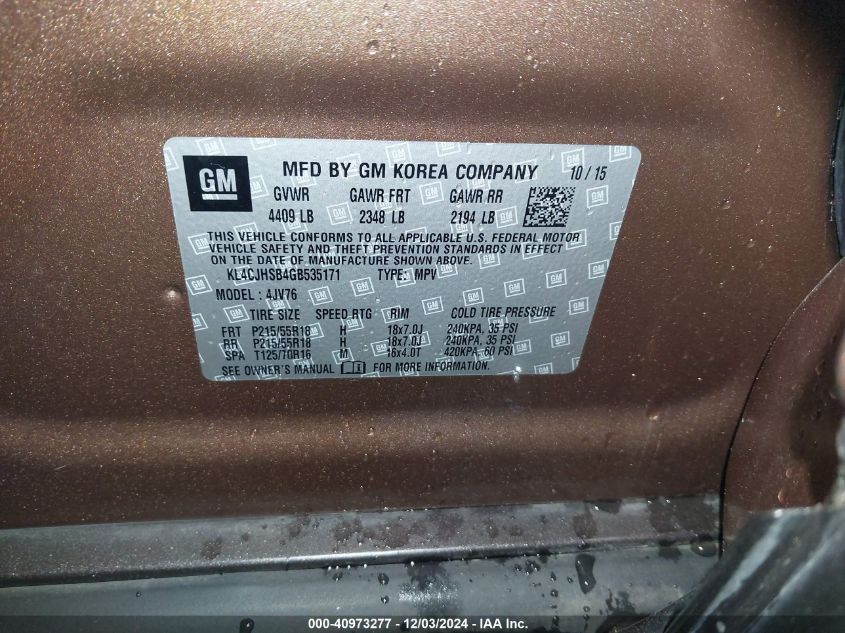 GM MFD BY GM KOREA COMPANY 10 / 15
GVWR GAWR FRT GAWR RR
4409 LB 2348 LB 2194 LB
THIS VEHICLE CONFORMS TO ALL APPLICABLE U.S. FEDERAL MOTOR
VEHICLE SAFETY AND THEFT PREVENTION STANDARDS IN EFFECT
ON THE DATE OF MANUFACTURE SHOWN ABOVE.
KL4CJHSB4GB535171 TYPE: MPV
MODEL : 4JV76
TIRE SIZE SPEED RTG RIM COLD TIRE PRESSURE
FRT P215/55R18 H 18x7.0J 240KPA, 35 PSI
RR P215/55R18 H 18x7.0J 240KPA, 35 PSI
SPA T125/70R16 M 16x4.0T 420KPA, 60 PSI
SEE OWNER'S MANUAL FOR MORE INFORMATION
000-40973277 - 12/03/2024 - IAA Inc.